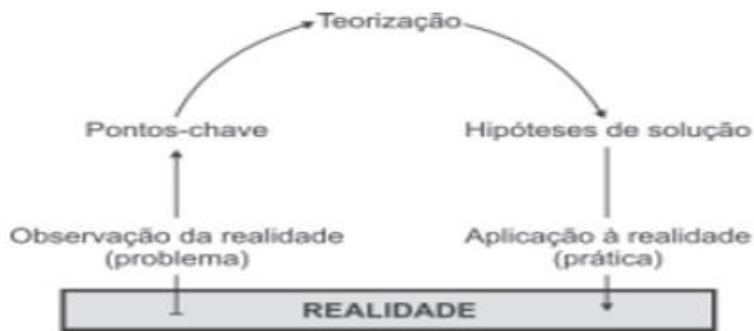 Teorização
Pontos-chave
Hipóteses de solução
Observação da realidade
(problema)
Aplicação à realidade
(prática)
REALIDADE